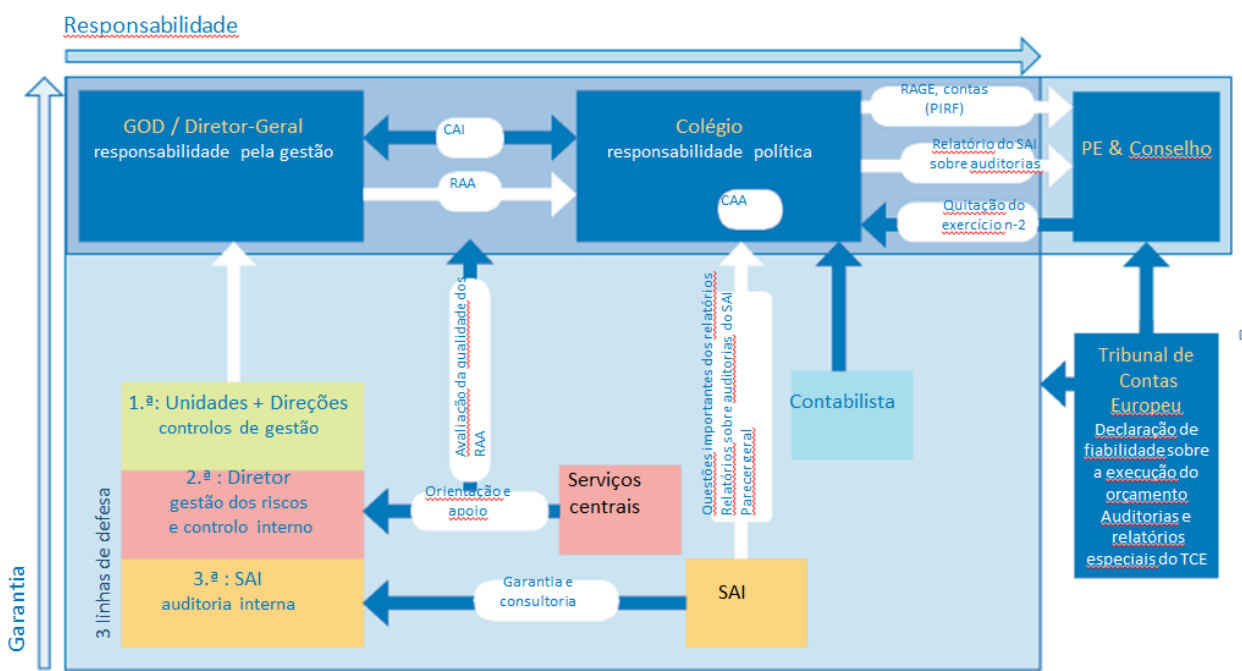 Responsabilidade
GOD / Diretor-Geral
responsabilidade pela gestão
CAI
RAA
Colégio
responsabilidade política
CAA
RAGE, contas
(PIRF)
Relatório do SAI
sobre auditorias
Quitação do
exercício n-2
PE & Conselho
Avaliação da qualidade dos
RAA
Questões importantes dos relatórios
Relatórios sobre auditorias do SAI
Parecer geral
Tribunal de
Contas
Europeu
Declaração de
fiabilidade sobre
a execução do
orçamento
Auditorias e
relatórios
especiais do TCE
1.ª: Unidades + Direções
controlos de gestão
Contabilista
2.ª : Diretor
gestão dos riscos
e controlo interno
Orientação e
apoio
Serviços
centrais
3.ª : SAI
auditoria interna
Garantia e
consultoria
SAI
3 linhas de defesa
Garantia